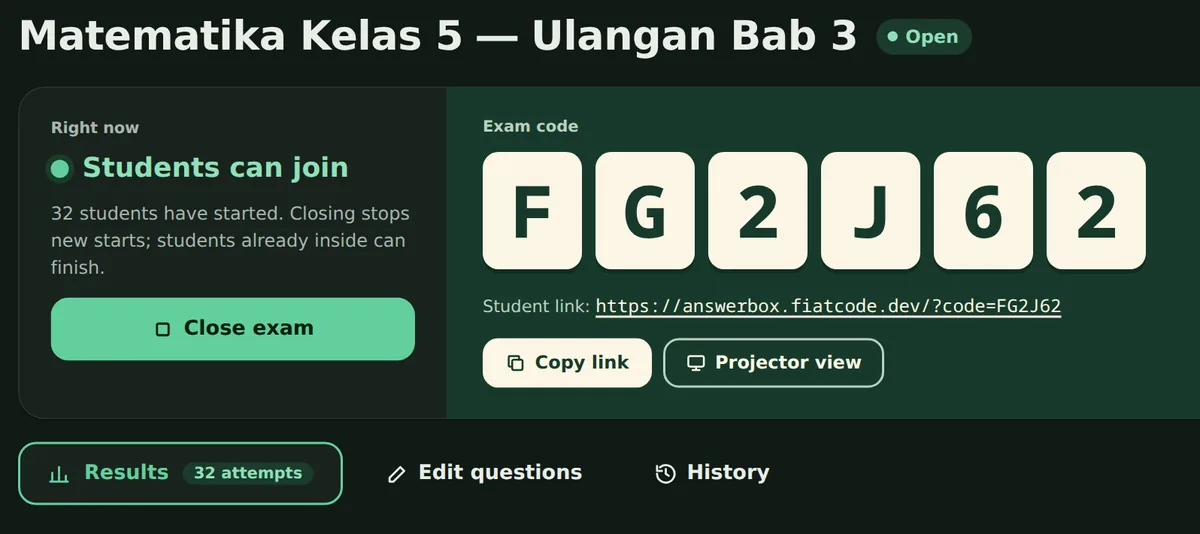 Matematika Kelas 5 — Ulangan Bab 3
Open
Right now
Students can join
32 students have started. Closing stops
new starts; students already inside can
finish.
Close exam
Exam code
F G 2 J 6 2
Student link: https://answerbox.fiatcode.dev/?code=FG2J62
Copy link
Projector view
Results
32 attempts
Edit questions
History